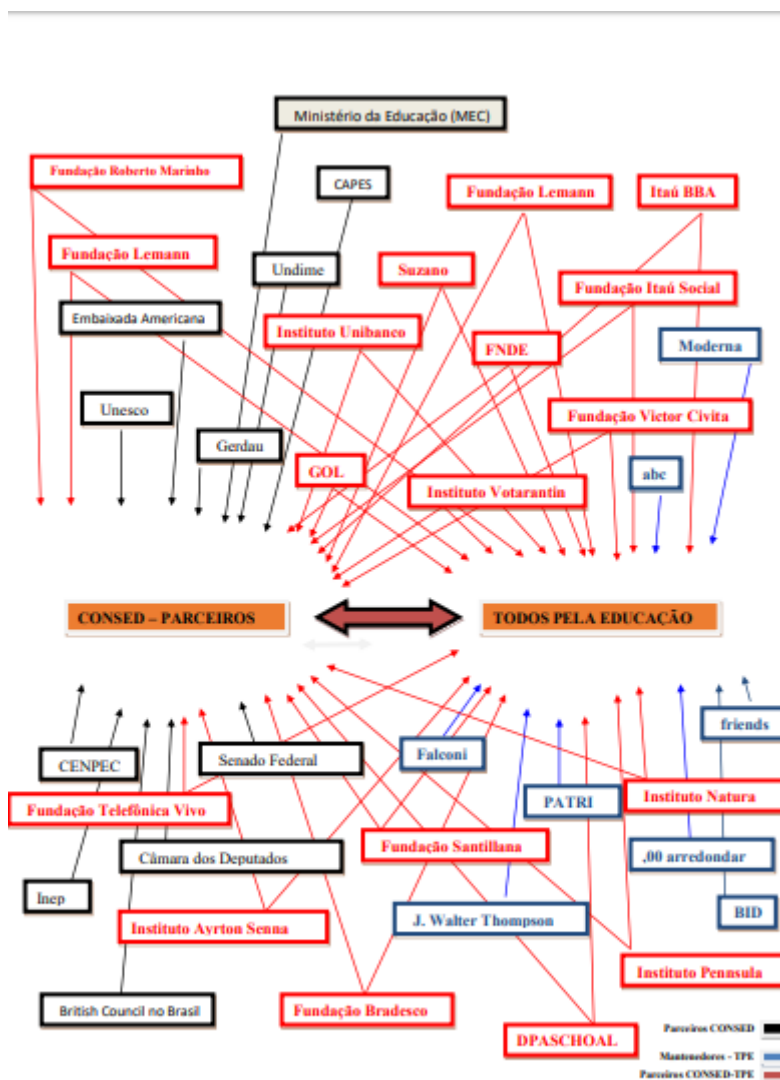 Ministério da Educação (MEC)
Fundação Roberto Marinho
CAPES
Fundação Lemann
Itaú BBA
Fundação Lemann
Undime
Suzano
Fundação Itaú Social
Embaixada Americana
Instituto Unibanco
FNDE
Moderna
Unesco
Fundação Victor Civita
Gerdau
GOL
abc
Instituto Votarantin
CONSED – PARCEIROS
TODOS PELA EDUCAÇÃO
friends
CENPEC
Senado Federal
Falconi
Fundação Telefônica Vivo
PATRI
Instituto Natura
Câmara dos Deputados
Fundação Santillana
,00 arredondar
Inep
Instituto Ayrton Senna
J. Walter Thompson
BID
Instituto Pennsula
British Council no Brasil
Fundação Bradesco
DPASCHOAL
Parceiros CONSED
Mantenedores – TPE
Parceiros CONSED-TPE